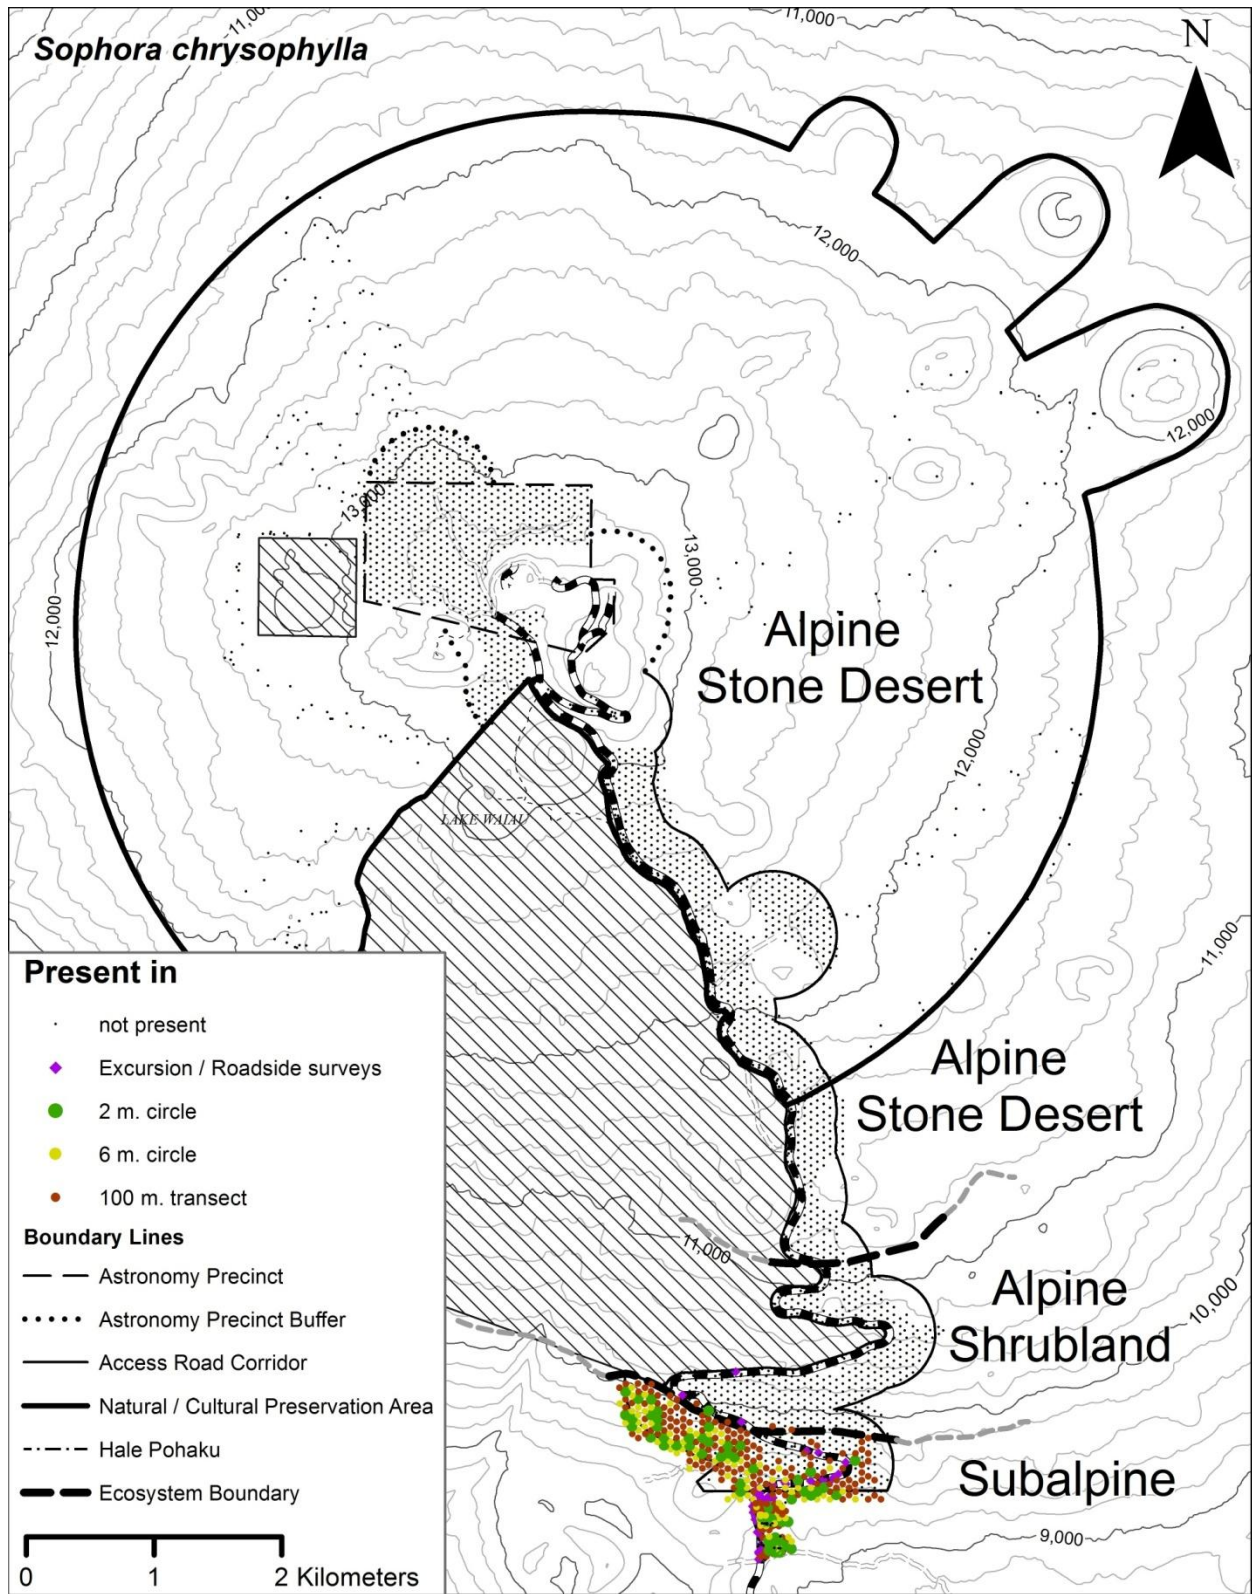 11,000
11,000
Sophora chrysophylla
N
12,000
12,000
13,000
13,000
12,000
Alpine
Stone Desert
12,000
LAKE WAIAU
11,000
Alpine
Stone Desert
11,000
Alpine
Shrubland
10,000
Subalpine
9,000
Present in
not present
Excursion / Roadside surveys
2 m. circle
6 m. circle
100 m. transect
Boundary Lines
Astronomy Precinct
Astronomy Precinct Buffer
Access Road Corridor
Natural / Cultural Preservation Area
Hale Pohaku
Ecosystem Boundary
0 1 2 Kilometers